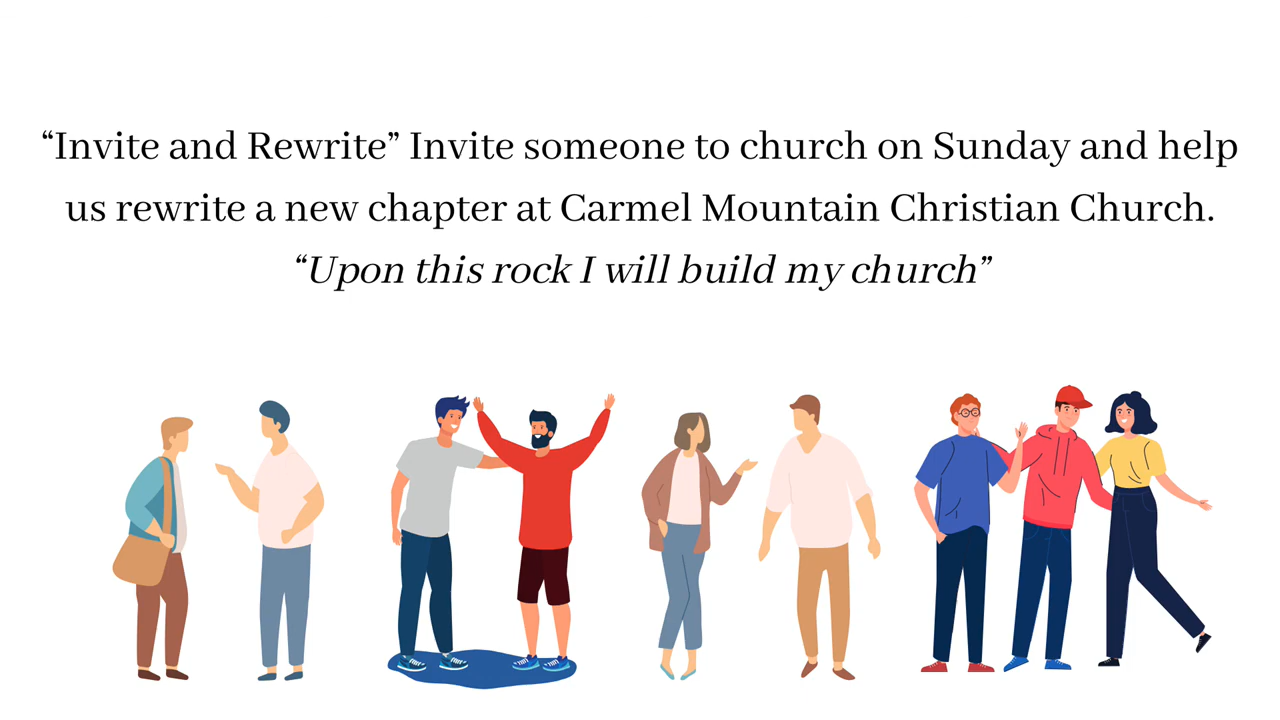 “Invite and Rewrite” Invite someone to church on Sunday and help
us rewrite a new chapter at Carmel Mountain Christian Church.
“Upon this rock I will build my church”